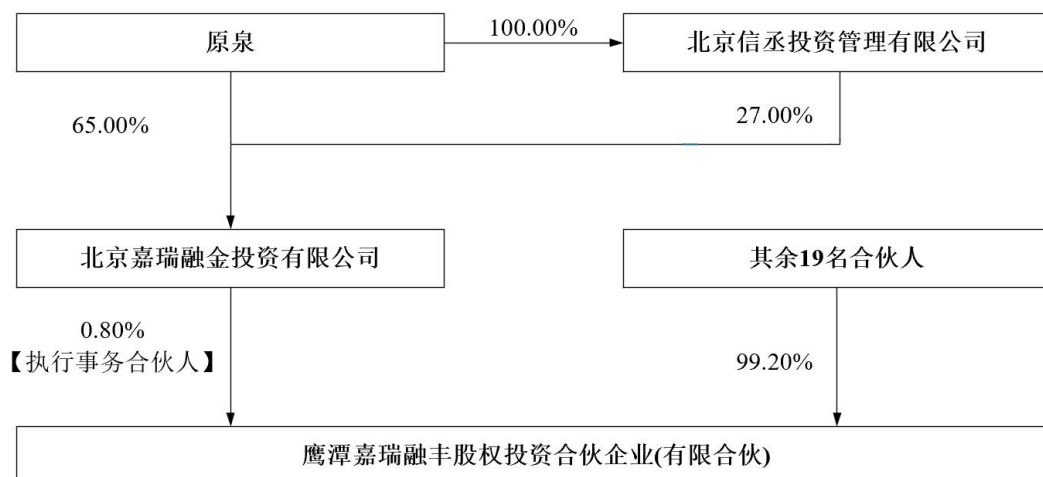 原泉
100.00%
北京信丞投资管理有限公司
65.00%
27.00%
北京嘉瑞融金投资有限公司
其余19名合伙人
0.80%
【执行事务合伙人】
99.20%
鹰潭嘉瑞融丰股权投资合伙企业(有限合伙)